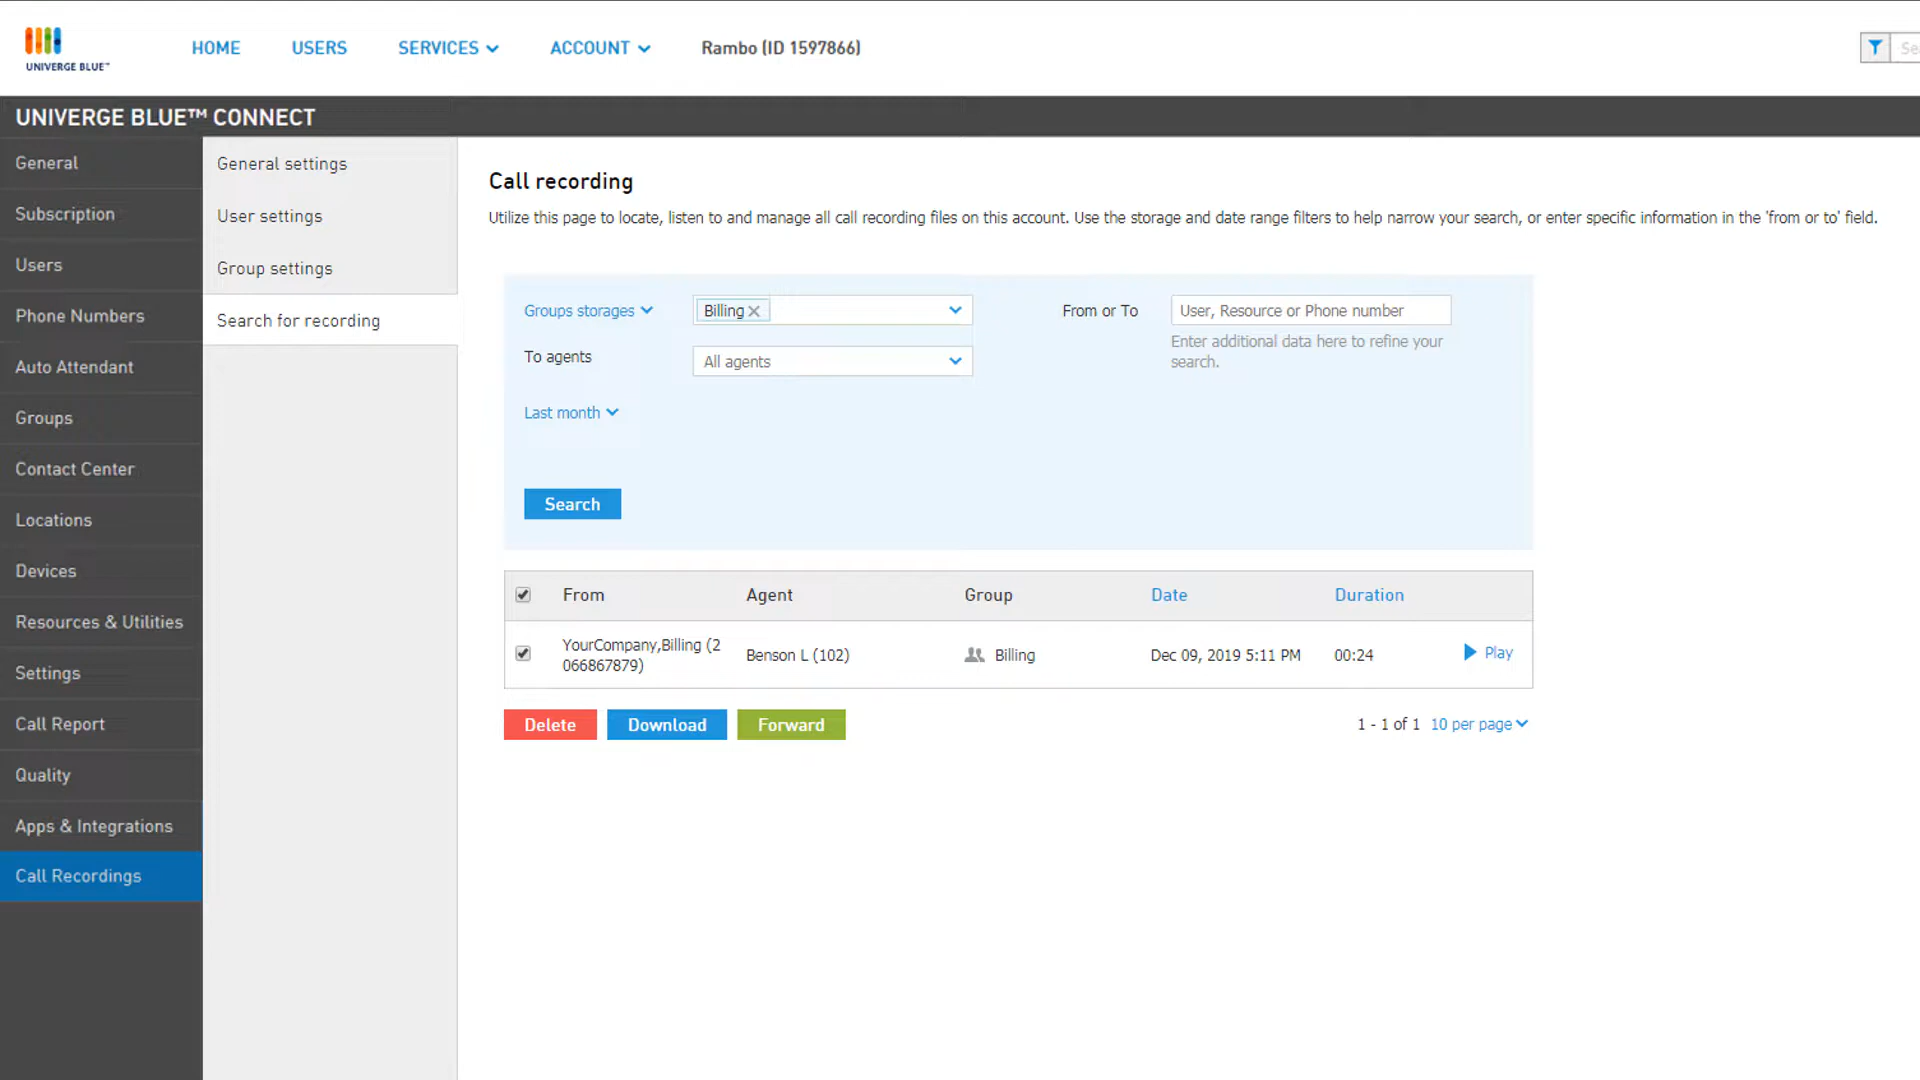 UNIVERGE BLUE™
HOME
USERS
SERVICES
ACCOUNT
Rambo (ID 1597866)
Sea
UNIVERGE BLUE™ CONNECT
General
Subscription
Users
Phone Numbers
Auto Attendant
Groups
Contact Center
Locations
Devices
Resources & Utilities
Settings
Call Report
Quality
Apps & Integrations
Call Recordings
General settings
User settings
Group settings
Search for recording
Call recording
Utilize this page to locate, listen to and manage all call recording files on this account. Use the storage and date range filters to help narrow your search, or enter specific information in the 'from or to' field.
Groups storages
Billing
From or To
User, Resource or Phone number
Enter additional data here to refine your
search.
To agents
All agents
Last month
Search
From
Agent
Group
Date
Duration
YourCompany,Billing (2
066867879)
Benson L (102)
Billing
Dec 09, 2019 5:11 PM
00:24
Play
Delete
Download
Forward
1 - 1 of 1
10 per page